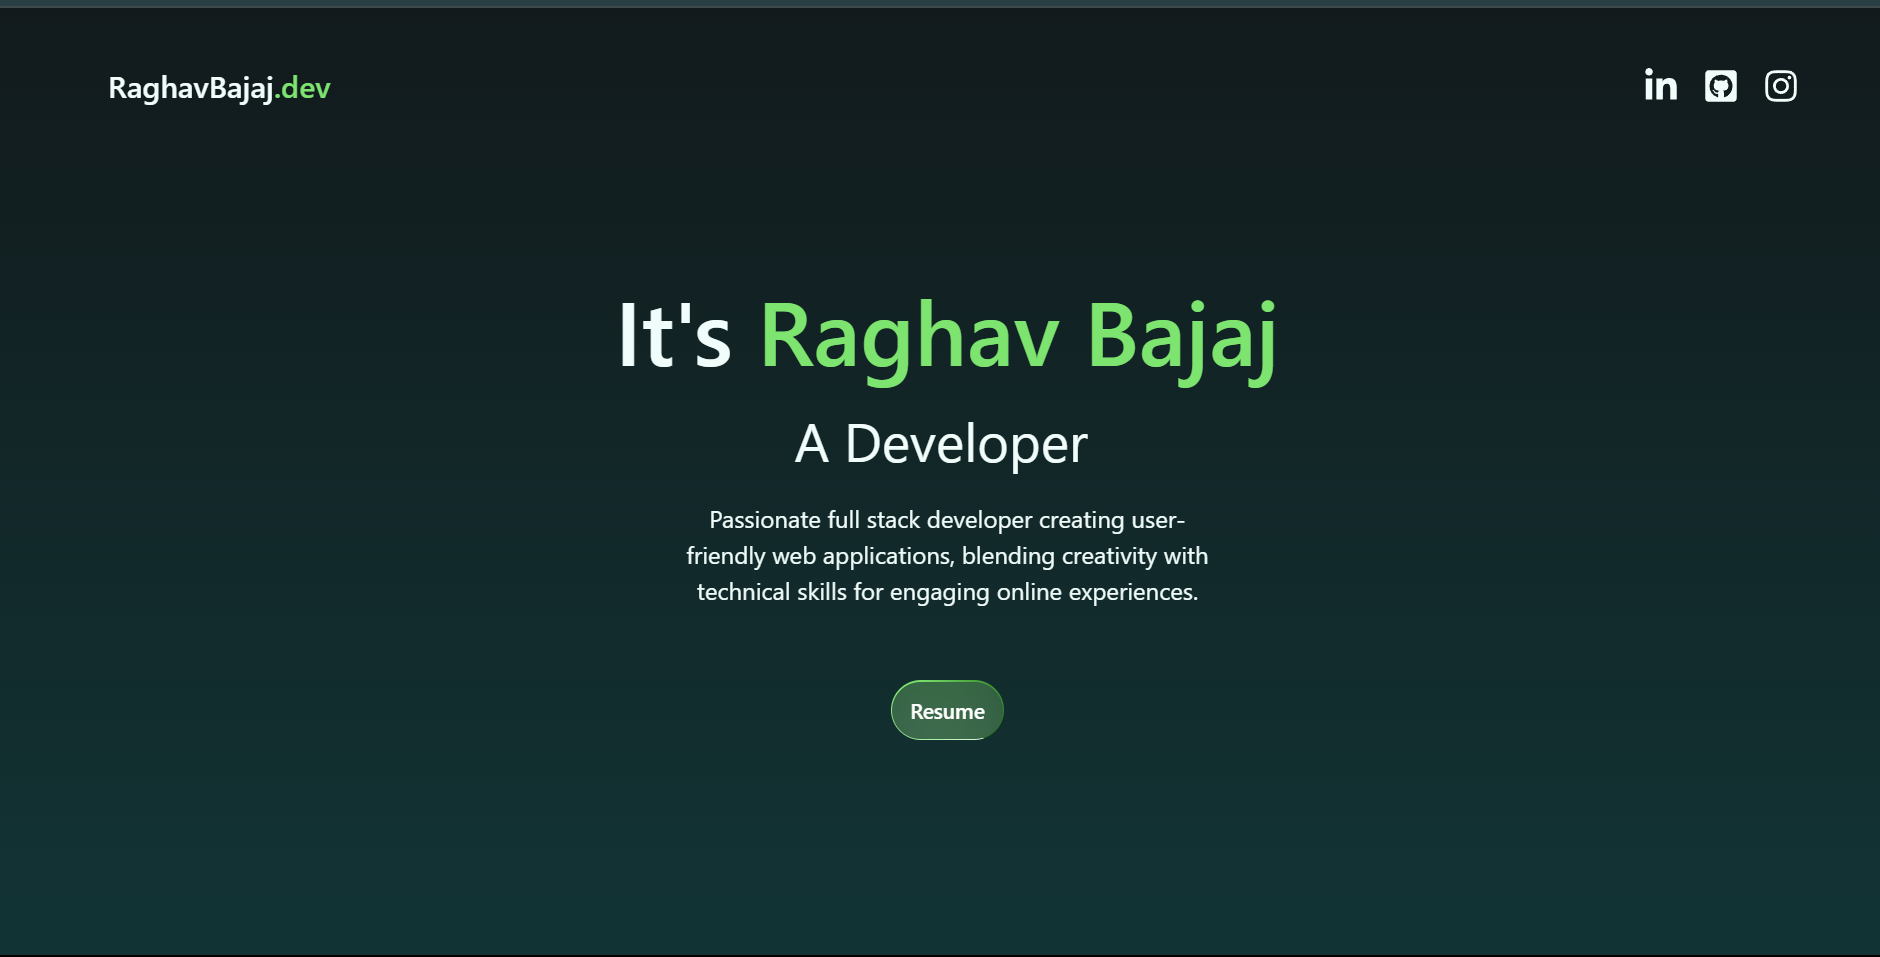 RaghavBajaj.dev
in
It's Raghav Bajaj
A Developer
Passionate full stack developer creating user-
friendly web applications, blending creativity with
technical skills for engaging online experiences.
Resume